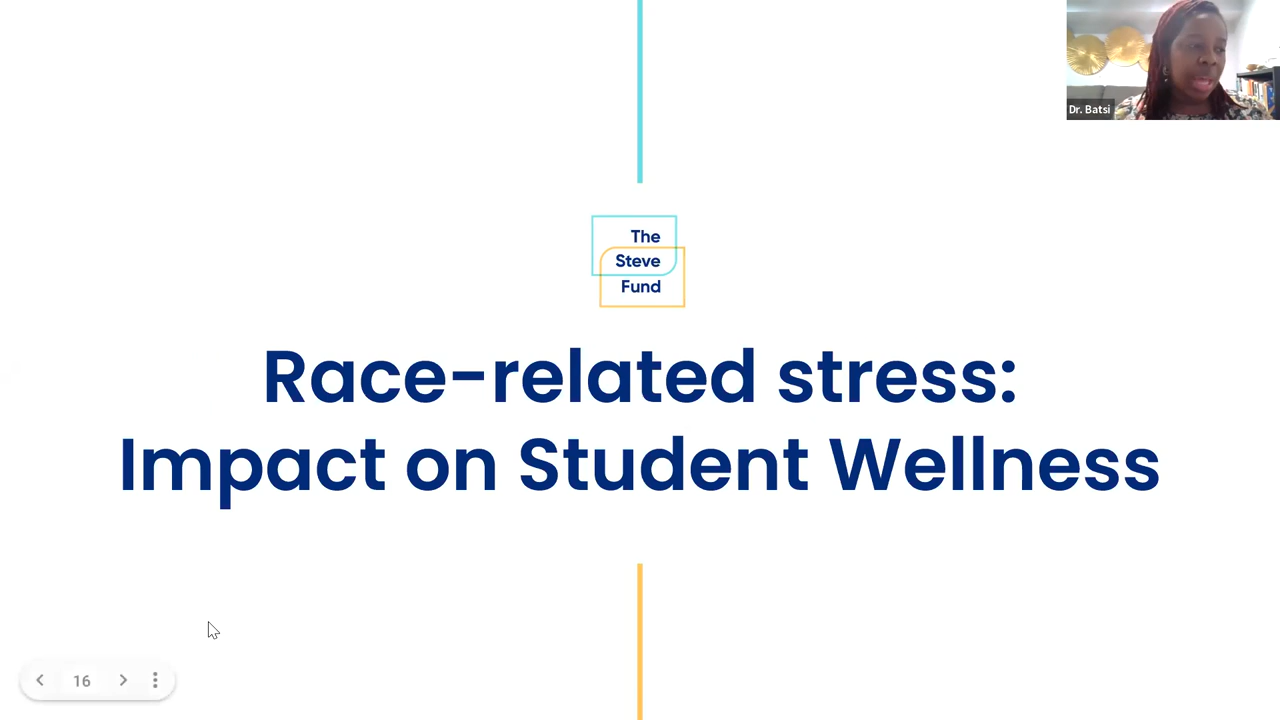 Dr. Batsi
The
Steve
Fund
Race-related stress:
Impact on Student Wellness
16